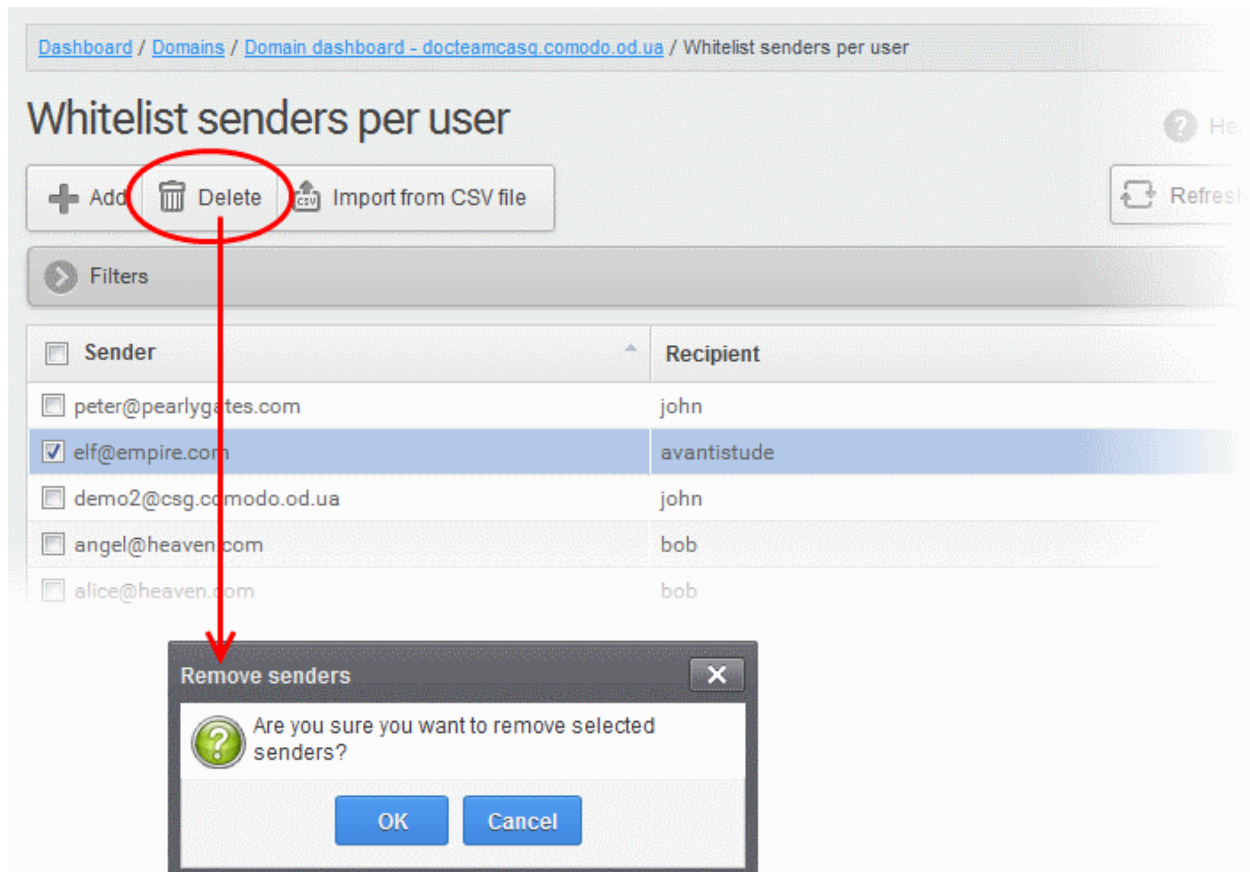 Dashboard / Domains / Domain dashboard - docteamcasg.comodo.od.ua / Whitelist senders per user
Whitelist senders per user
Add Delete CSV Import from CSV file
Filters
Sender Recipient
peter@pearlygates.com john
elf@empire.com avantistude
demo2@csg.comodo.od.ua john
angel@heaven.com bob
alice@heaven.com bob
Remove senders
Are you sure you want to remove selected
senders?
OK Cancel